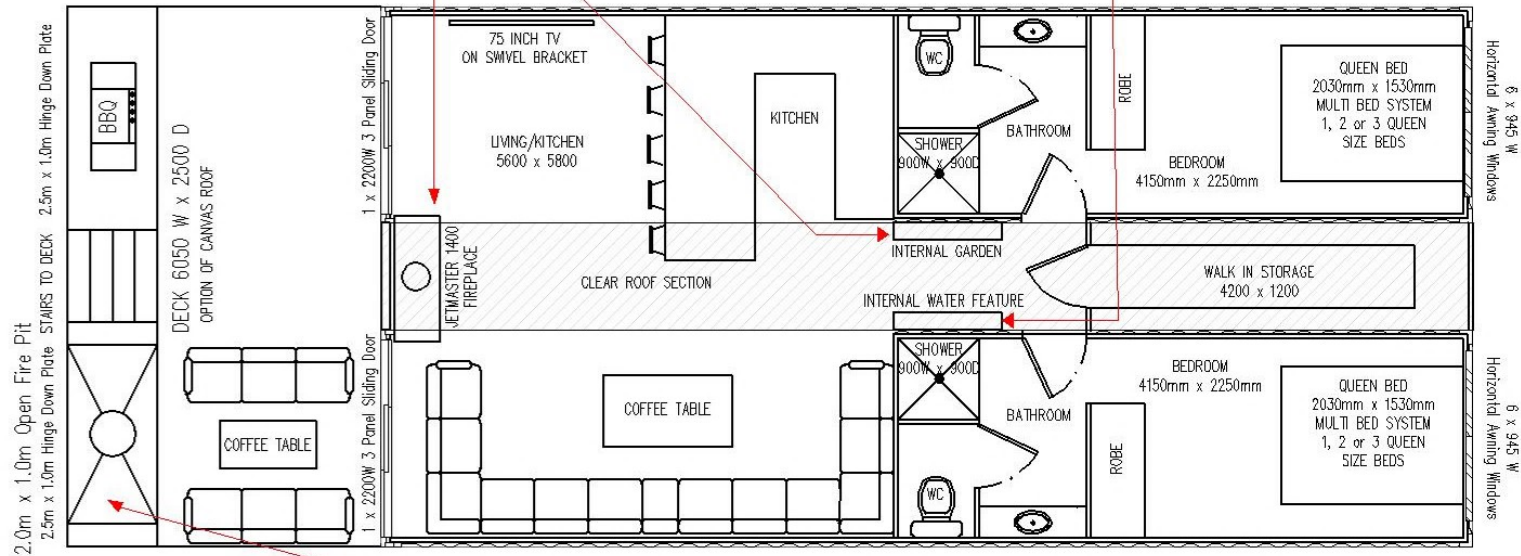 2.0m x 1.0m Open Fire Pit
2.5m x 1.0m Hinge Down Plate
STAIRS TO DECK
2.5m x 1.0m Hinge Down Plate
BBQ
DECK 6050 W x 2500 D
OPTION OF CANVAS ROOF
COFFEE TABLE
1 x 2200W 3 Panel Sliding Door
1 x 2200W 3 Panel Sliding Door
75 INCH TV
ON SWIVEL BRACKET
LIVING/KITCHEN
5600 x 5800
KITCHEN
JETMASTER 1400
FIREPLACE
CLEAR ROOF SECTION
COFFEE TABLE
WC
SHOWER
900W x 900D
BATHROOM
ROBE
BEDROOM
4150mm x 2250mm
QUEEN BED
2030mm x 1530mm
MULTI BED SYSTEM
1, 2 or 3 QUEEN
SIZE BEDS
6 x 945 W
Horizontal Awning Windows
INTERNAL GARDEN
INTERNAL WATER FEATURE
WALK IN STORAGE
4200 x 1200
SHOWER
900W x 900D
BATHROOM
WC
ROBE
BEDROOM
4150mm x 2250mm
QUEEN BED
2030mm x 1530mm
MULTI BED SYSTEM
1, 2 or 3 QUEEN
SIZE BEDS
6 x 945 W
Horizontal Awning Windows